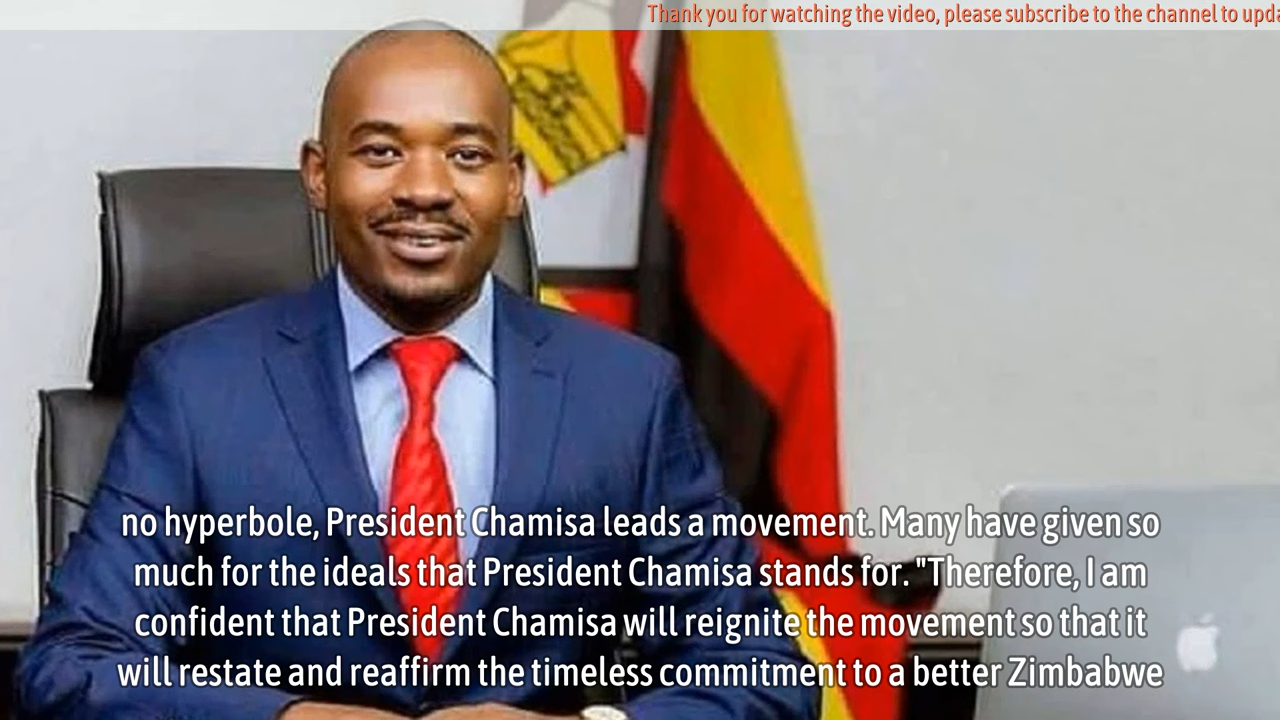 Thank you for watching the video, please subscribe to the channel to upda
no hyperbole, President Chamisa leads a movement. Many have given so
much for the ideals that President Chamisa stands for. "Therefore, I am
confident that President Chamisa will reignite the movement so that it
will restate and reaffirm the timeless commitment to a better Zimbabwe